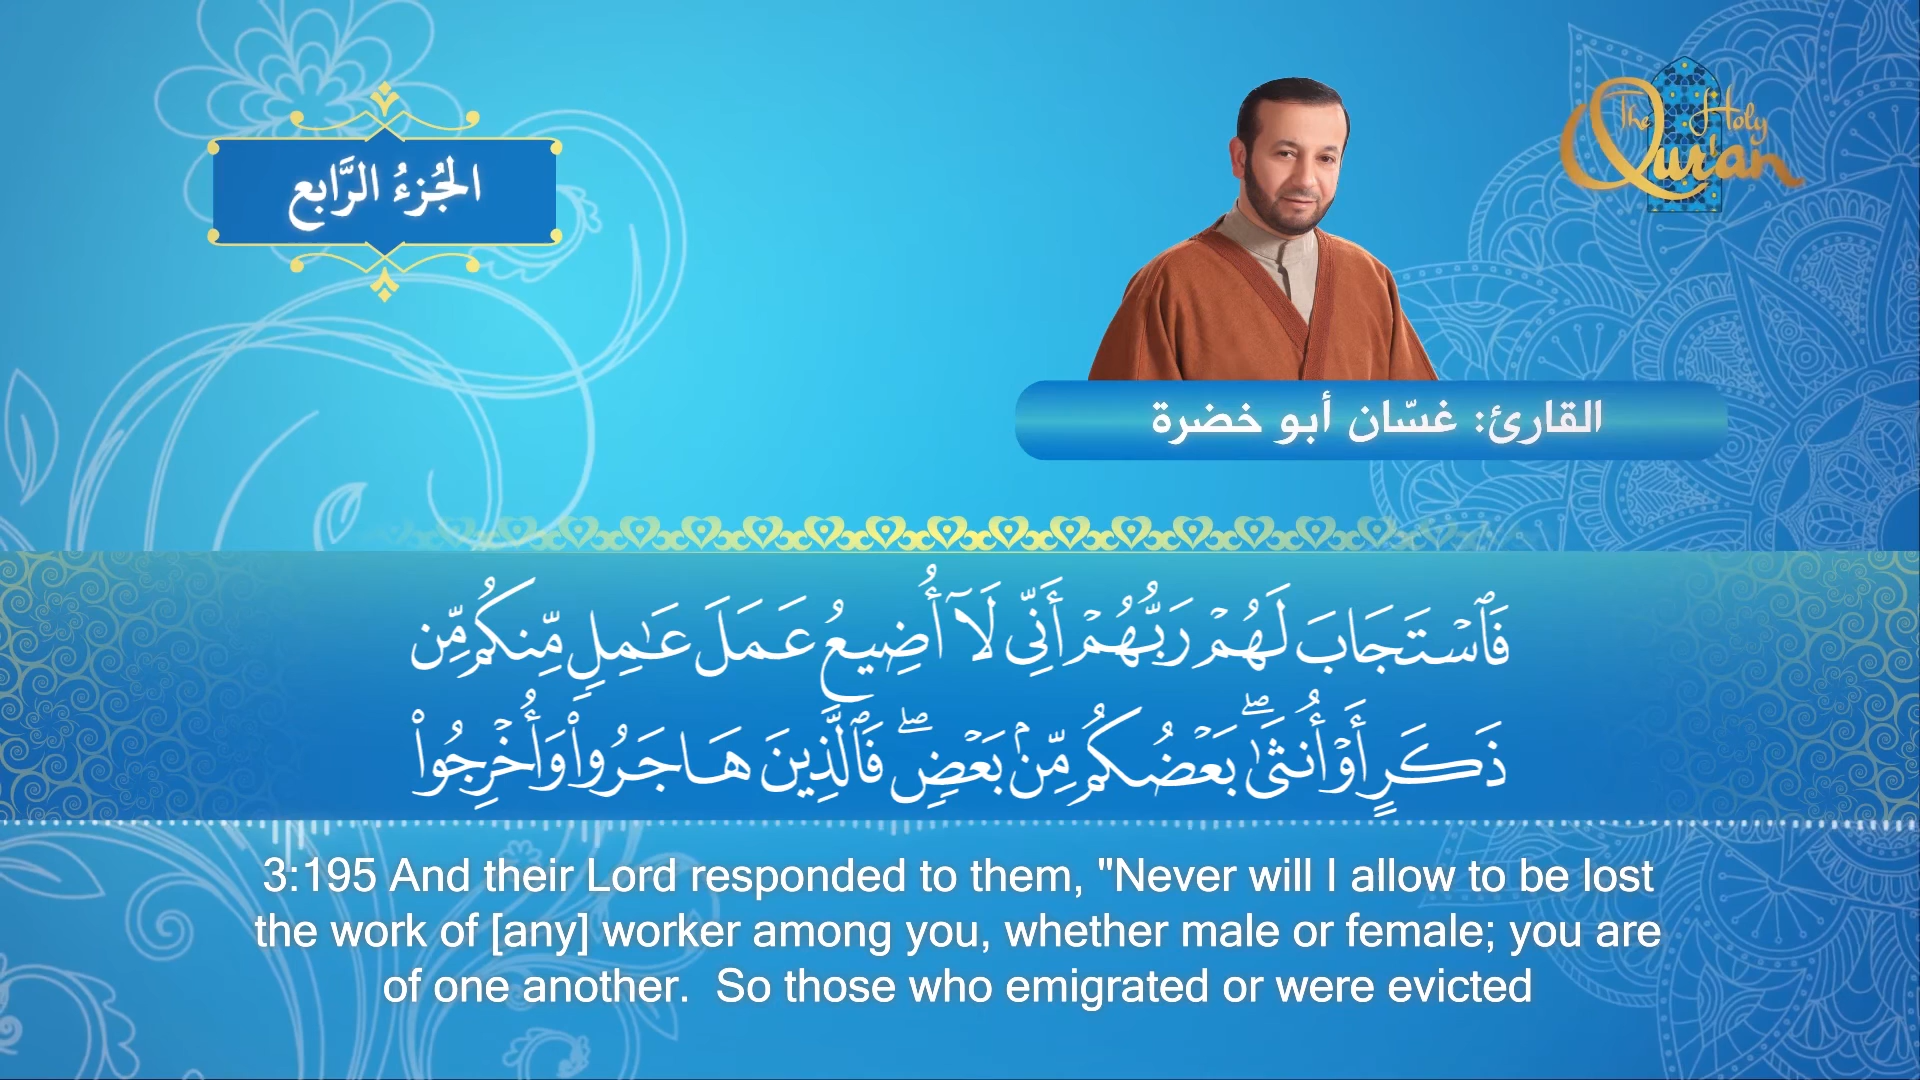 الجُزءُ الرَّابع
The Holy Qur'an
القارئ: غسّان أبو خضرة
فَٱسۡتَجَابَ لَهُمۡ رَبُّهُمۡ أَنِّي لَآ أُضِيعُ عَمَلَ عَٰمِلٖ مِّنكُم مِّن
ذَكَرٍ أَوۡ أُنثَىٰۖ بَعۡضُكُم مِّنۢ بَعۡضٖۖ فَٱلَّذِينَ هَاجَرُواْ وَأُخۡرِجُواْ
3:195 And their Lord responded to them, "Never will I allow to be lost
the work of [any] worker among you, whether male or female; you are
of one another.  So those who emigrated or were evicted